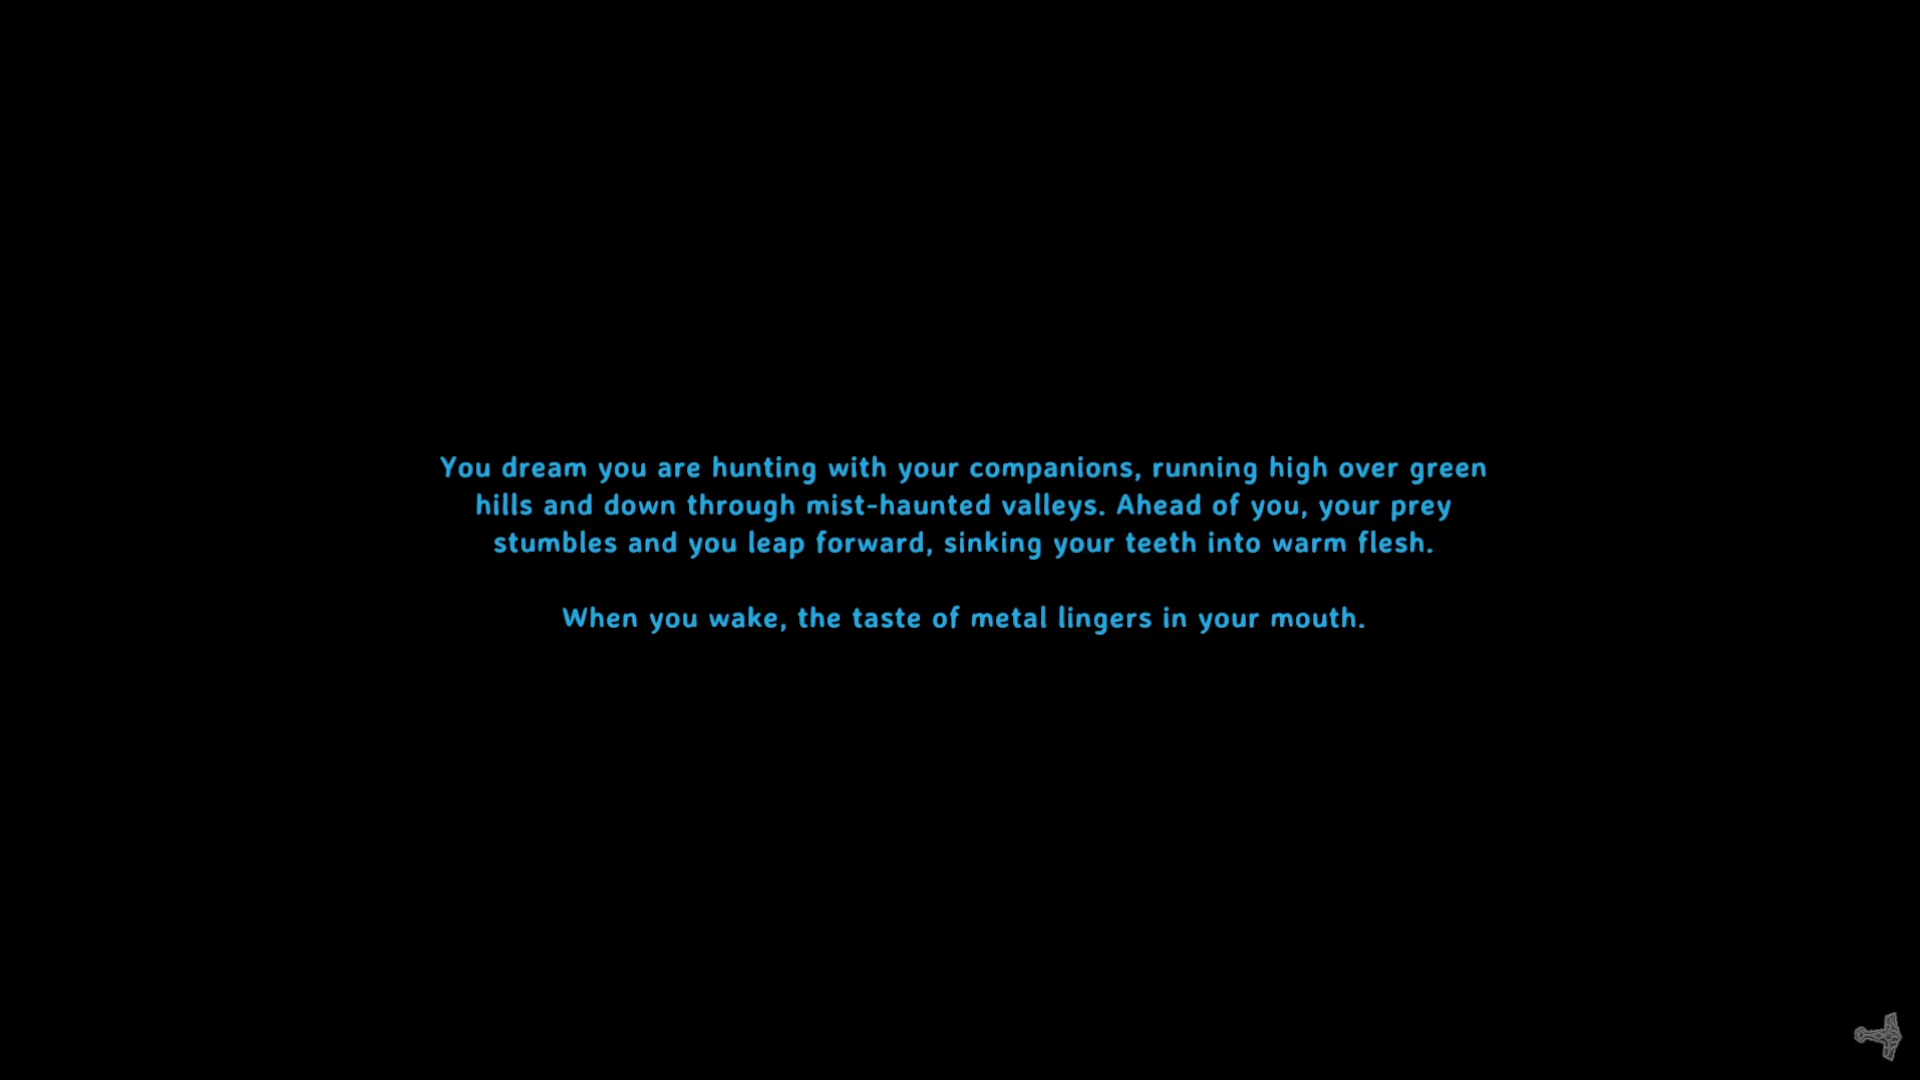 You dream you are hunting with your companions, running high over green
hills and down through mist-haunted valleys. Ahead of you, your prey
stumbles and you leap forward, sinking your teeth into warm flesh.
When you wake, the taste of metal lingers in your mouth.